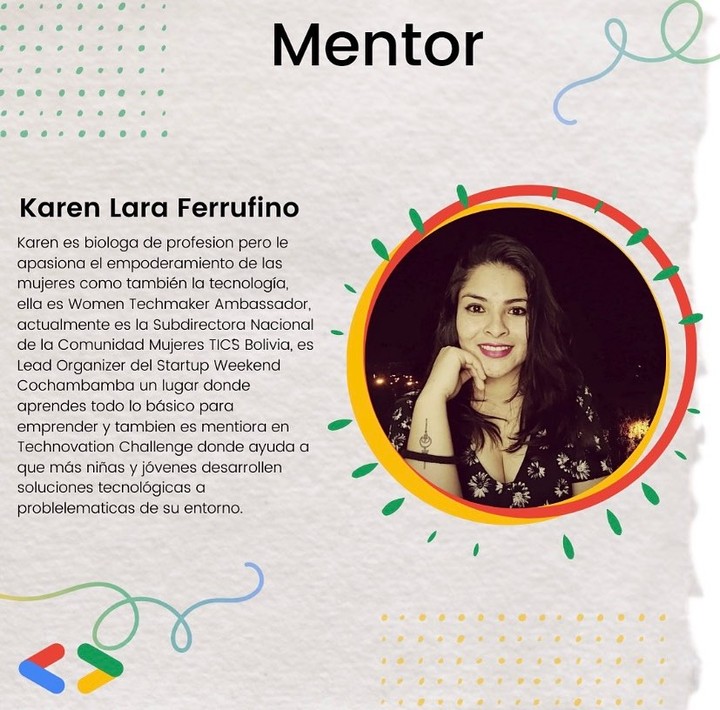 Mentor
Karen Lara Ferrufino
Karen es biologa de profesion pero le
apasiona el empoderamiento de las
mujeres como también la tecnología,
ella es Women Techmaker Ambassador,
actualmente es la Subdirectora Nacional
de la Comunidad Mujeres TICS Bolivia, es
Lead Organizer del Startup Weekend
Cochambamba un lugar donde
aprendes todo lo básico para
emprender y tambien es mentiora en
Technovation Challenge donde ayuda a
que más niñas y jóvenes desarrollen
soluciones tecnológicas a
problelematicas de su entorno.